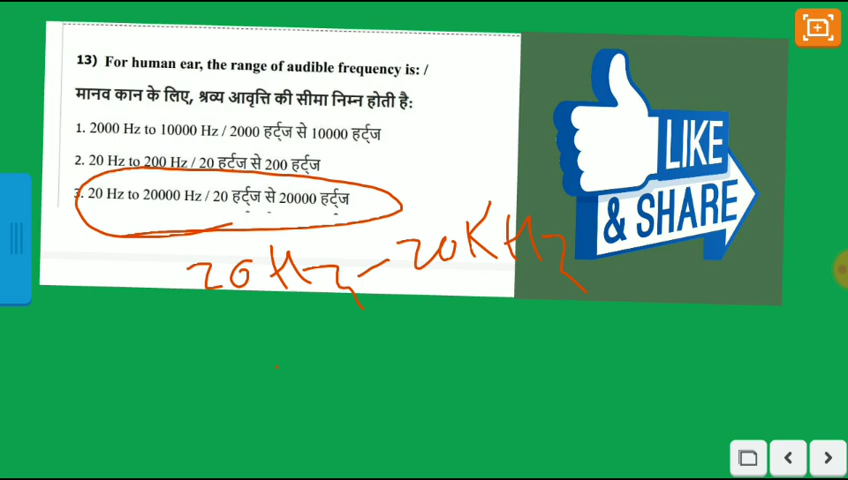 13) For human ear, the range of audible frequency is: /
मानव कान के लिए, श्रव्य आवृत्ति की सीमा निम्न होती है:
1. 2000 Hz to 10000 Hz / 2000 हर्ट्ज से 10000 हर्ट्ज
2. 20 Hz to 200 Hz / 20 हर्ट्ज से 200 हर्ट्ज
3. 20 Hz to 20000 Hz / 20 हर्ट्ज से 20000 हर्ट्ज
20 Hz - 20 KHz
LIKE
& SHARE